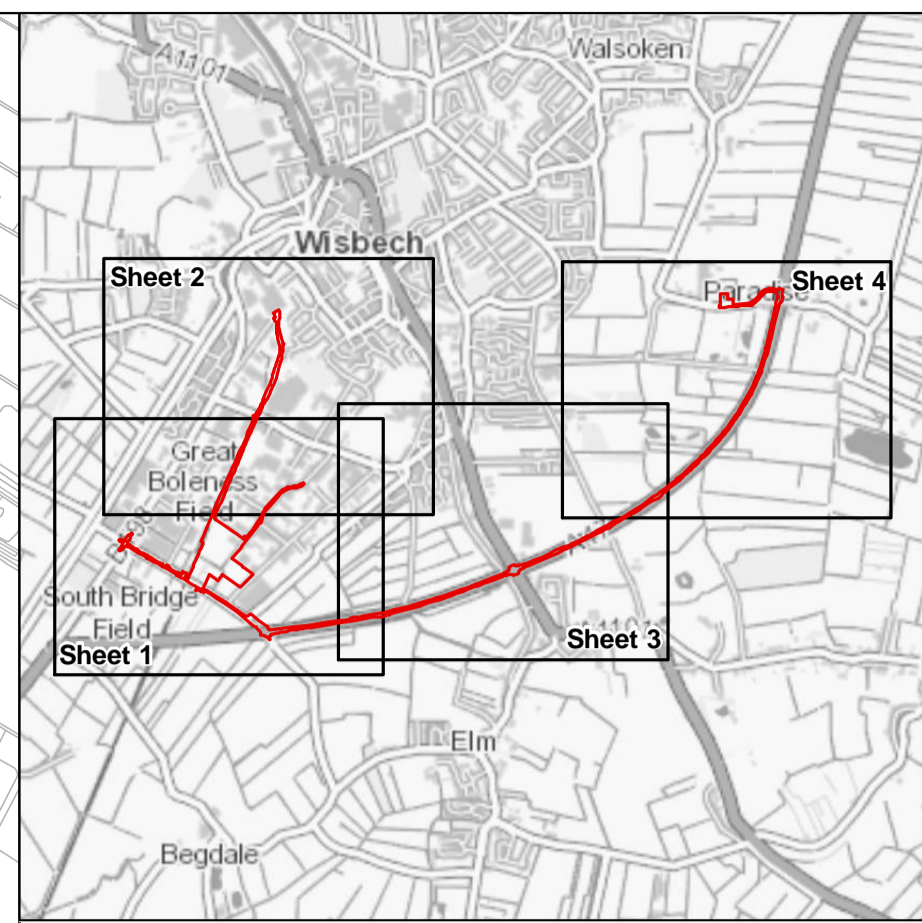 Walsoken
A1101
Wisbech
Sheet 2
Paradise
Sheet 4
Great
Boleness
Field
South Bridge
Field
Sheet 1
A47
Sheet 3
Elm
Begdale